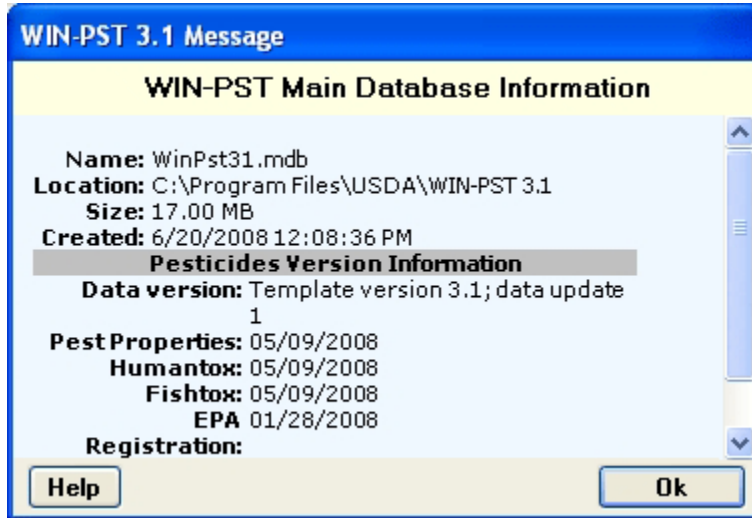 WIN-PST 3.1 Message
WIN-PST Main Database Information
Name: WinPst31.mdb
Location: C:\Program Files\USDA\WIN-PST 3.1
Size: 17.00 MB
Created: 6/20/2008 12:08:36 PM
Pesticides Version Information
Data version: Template version 3.1; data update
1
Pest Properties: 05/09/2008
Humantox: 05/09/2008
Fishtox: 05/09/2008
EPA 01/28/2008
Registration:
Help Ok